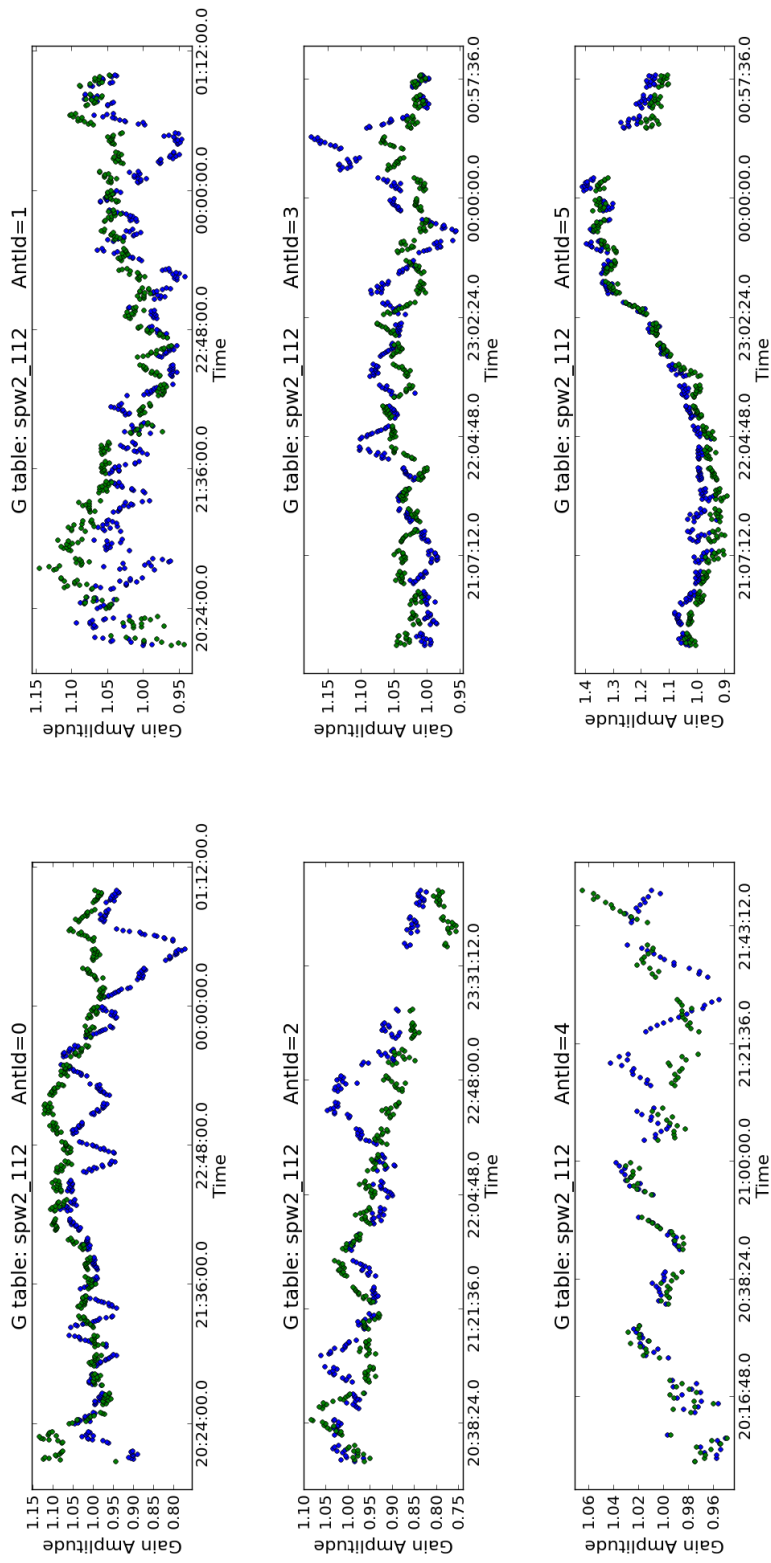 G table: spw2_112 AntId=0
Gain Amplitude
1.15
1.10
1.05
1.00
0.95
0.90
0.85
0.80
20:24:00.0 21:36:00.0 22:48:00.0 00:00:00.0 01:12:00.0
Time
G table: spw2_112 AntId=1
Gain Amplitude
1.15
1.10
1.05
1.00
0.95
20:24:00.0 21:36:00.0 22:48:00.0 00:00:00.0 01:12:00.0
Time
G table: spw2_112 AntId=2
Gain Amplitude
1.10
1.05
1.00
0.95
0.90
0.85
0.80
0.75
20:38:24.0 21:21:36.0 22:04:48.0 22:48:00.0 23:31:12.0
Time
G table: spw2_112 AntId=3
Gain Amplitude
1.15
1.10
1.05
1.00
0.95
21:07:12.0 22:04:48.0 23:02:24.0 00:00:00.0 00:57:36.0
Time
G table: spw2_112 AntId=4
Gain Amplitude
1.06
1.04
1.02
1.00
0.98
0.96
20:16:48.0 20:38:24.0 21:00:00.0 21:21:36.0 21:43:12.0
Time
G table: spw2_112 AntId=5
Gain Amplitude
1.4
1.3
1.2
1.1
1.0
0.9
21:07:12.0 22:04:48.0 23:02:24.0 00:00:00.0 00:57:36.0
Time